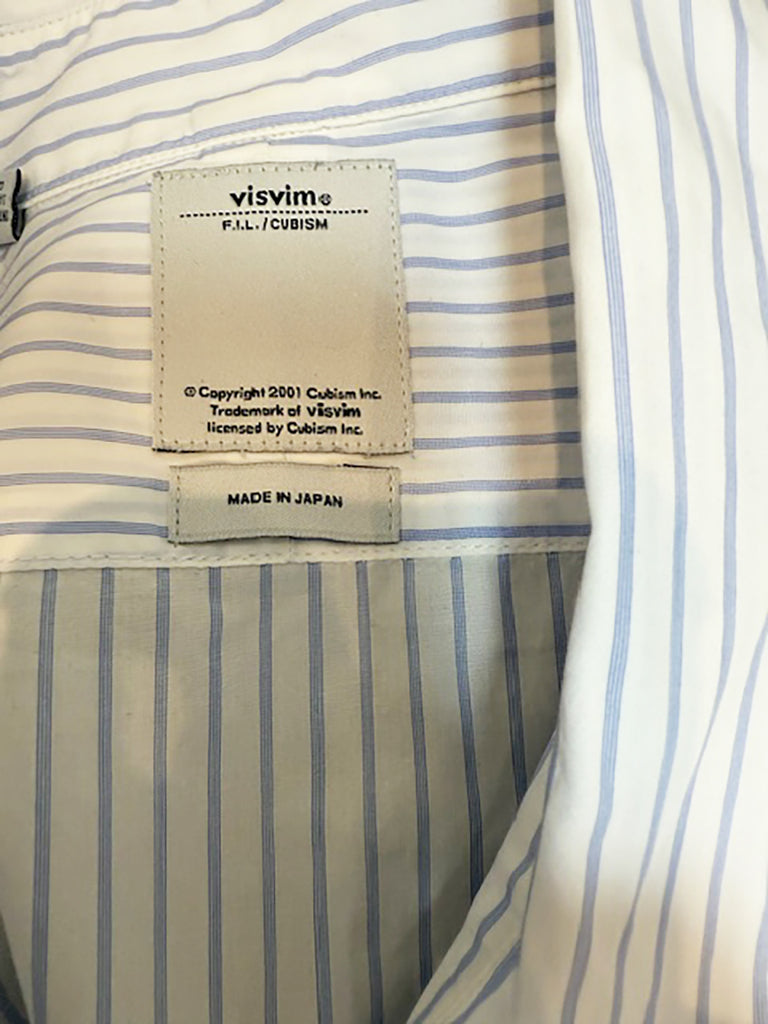 visvim®
F.I.L./CUBISM
© Copyright 2001 Cubism Inc.
Trademark of visvim
licensed by Cubism Inc.
MADE IN JAPAN